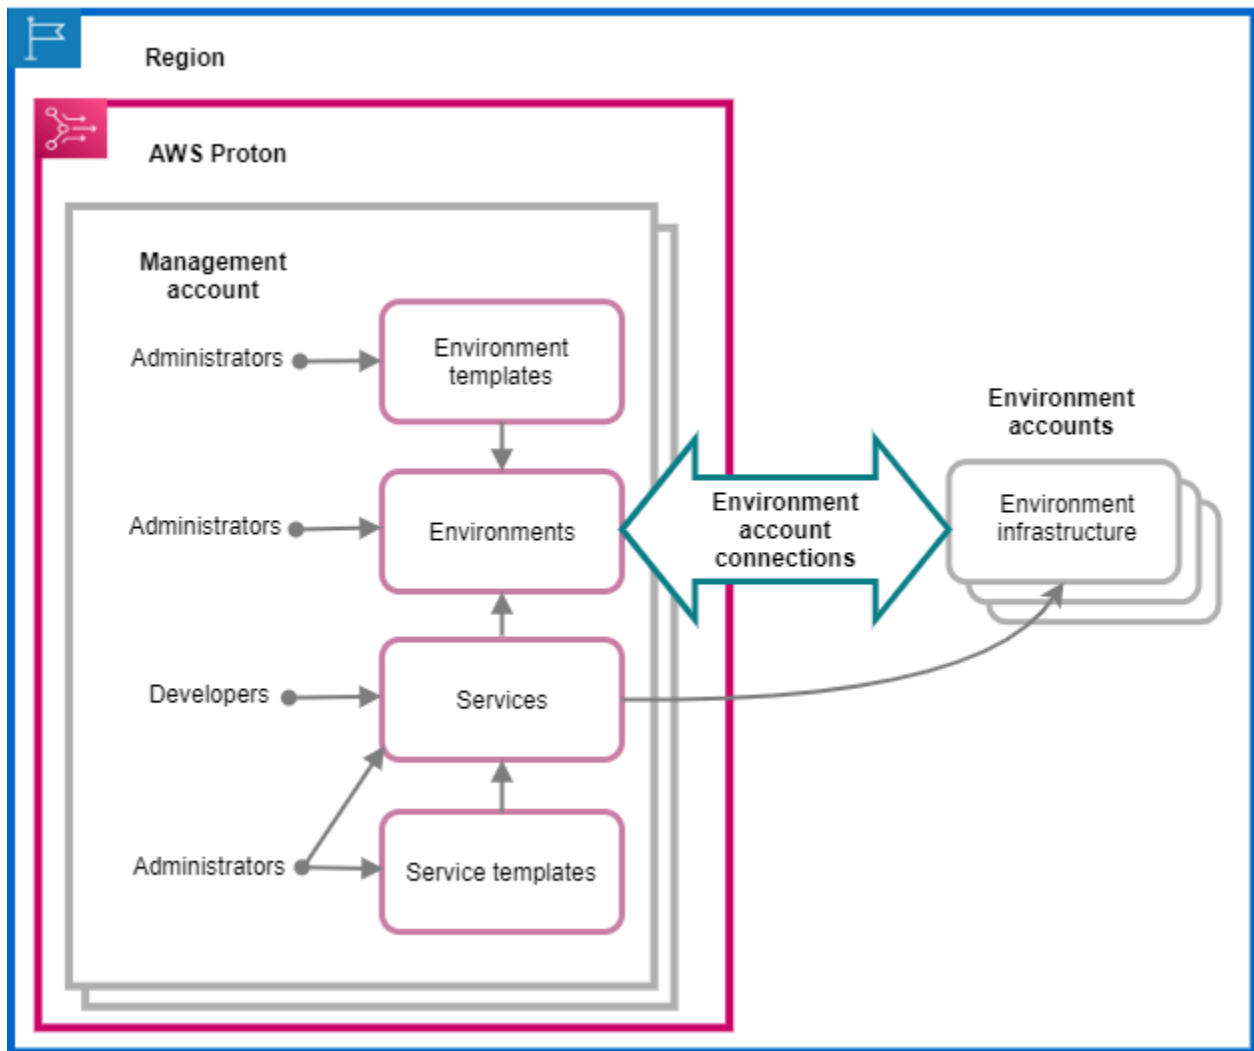 Region
AWS Proton
Management
account
Administrators
Environment
templates
Administrators
Environments
Developers
Services
Administrators
Service templates
Environment
account
connections
Environment
accounts
Environment
infrastructure